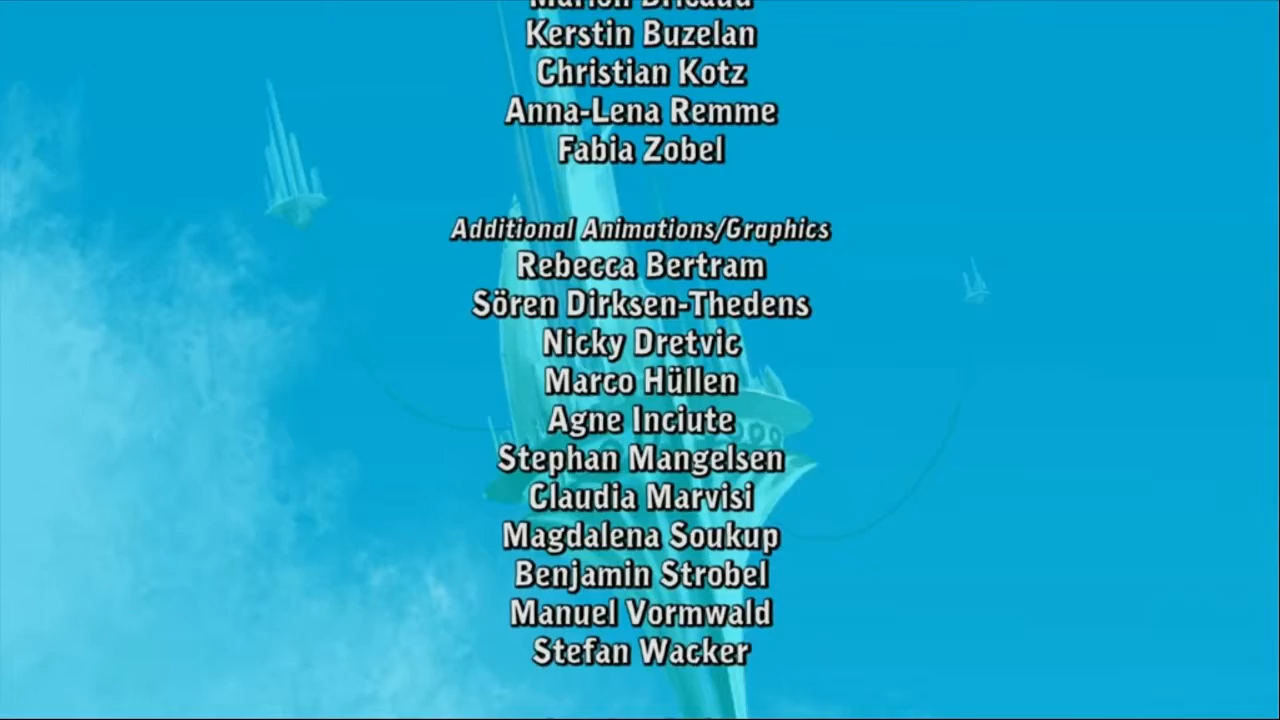 Kerstin Buzelan
Christian Kotz
Anna-Lena Remme
Fabia Zobel
Additional Animations/Graphics
Rebecca Bertram
Sören Dirksen-Thedens
Nicky Dretvic
Marco Hüllen
Agne Inciute
Stephan Mangelsen
Claudia Marvisi
Magdalena Soukup
Benjamin Strobel
Manuel Vormwald
Stefan Wacker